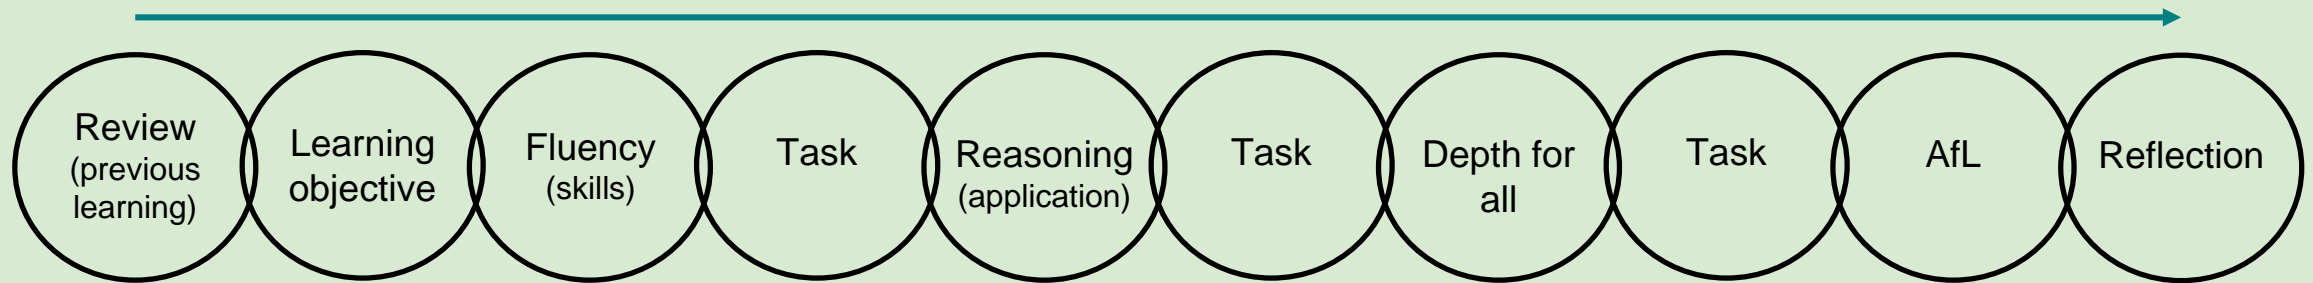 Review
(previous
learning)
Learning
objective
Fluency
(skills)
Task
Reasoning
(application)
Task
Depth for
all
Task
AfL
Reflection